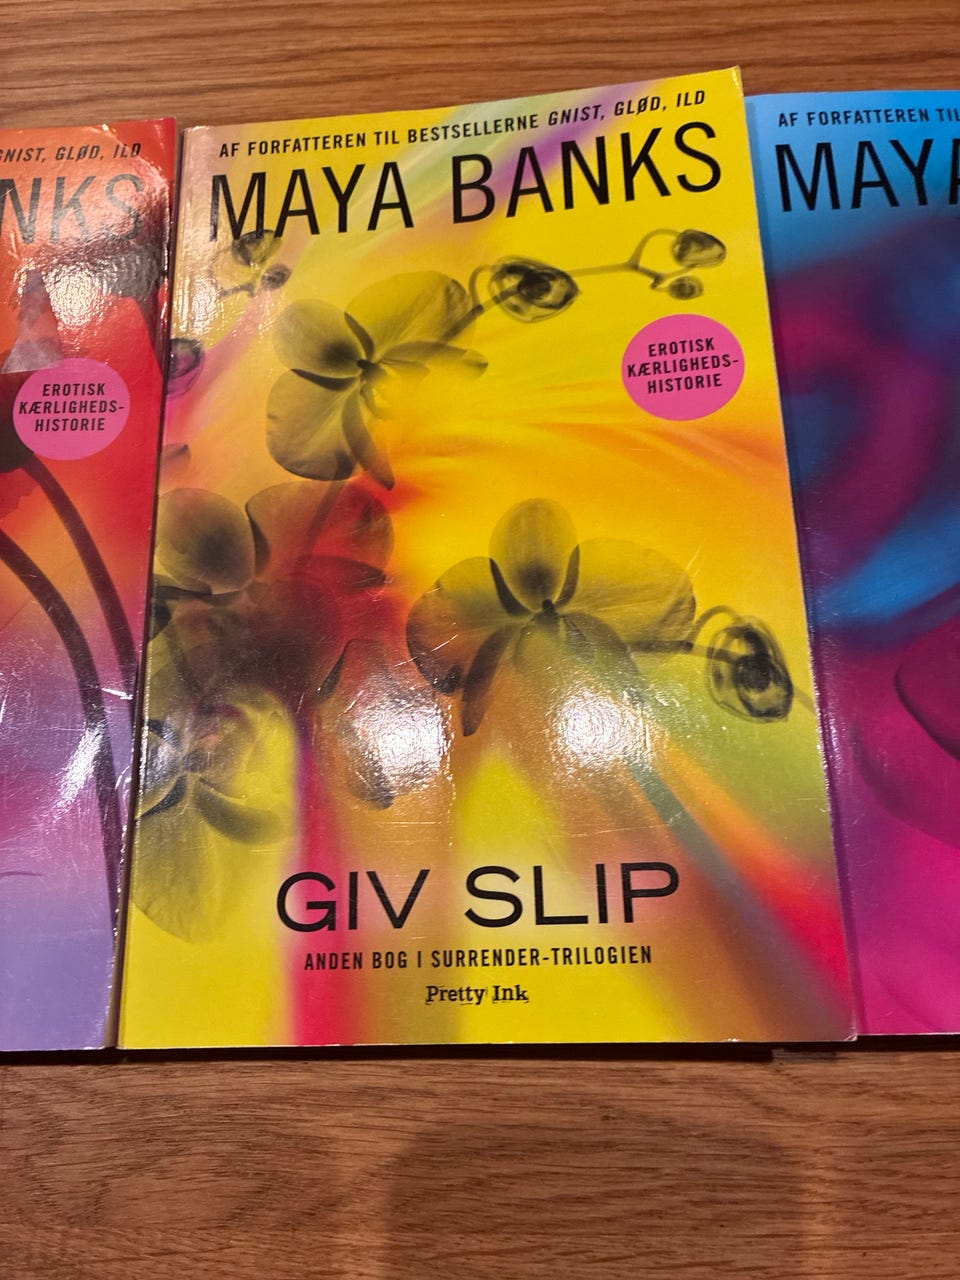 GNIST, GLØD, ILD
NKS
EROTISK
KÆRLIGHEDS-
HISTORIE
AF FORFATTEREN TIL BESTSELLERNE GNIST, GLØD, ILD
MAYA BANKS
EROTISK
KÆRLIGHEDS-
HISTORIE
GIV SLIP
ANDEN BOG I SURRENDER-TRILOGIEN
Pretty Ink
AF FORFATTEREN TIL
MAYA